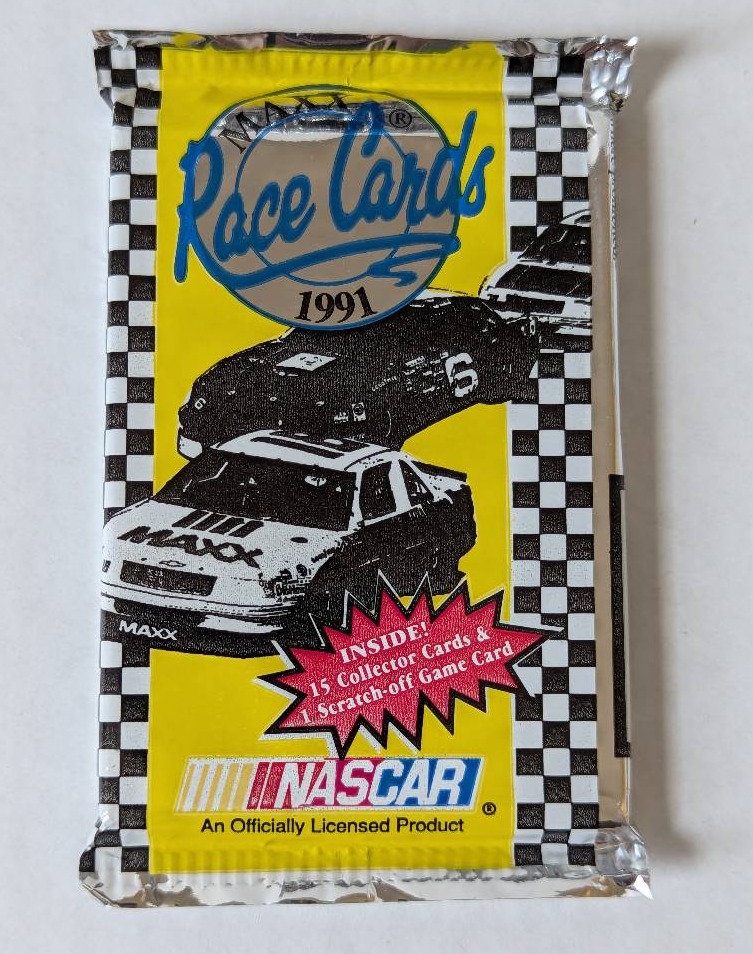 MAXX ®
Race Cards
1991
6
6
MAXX
MAXX
INSIDE!
15 Collector Cards &
1 Scratch-off Game Card
NASCAR ®
An Officially Licensed Product